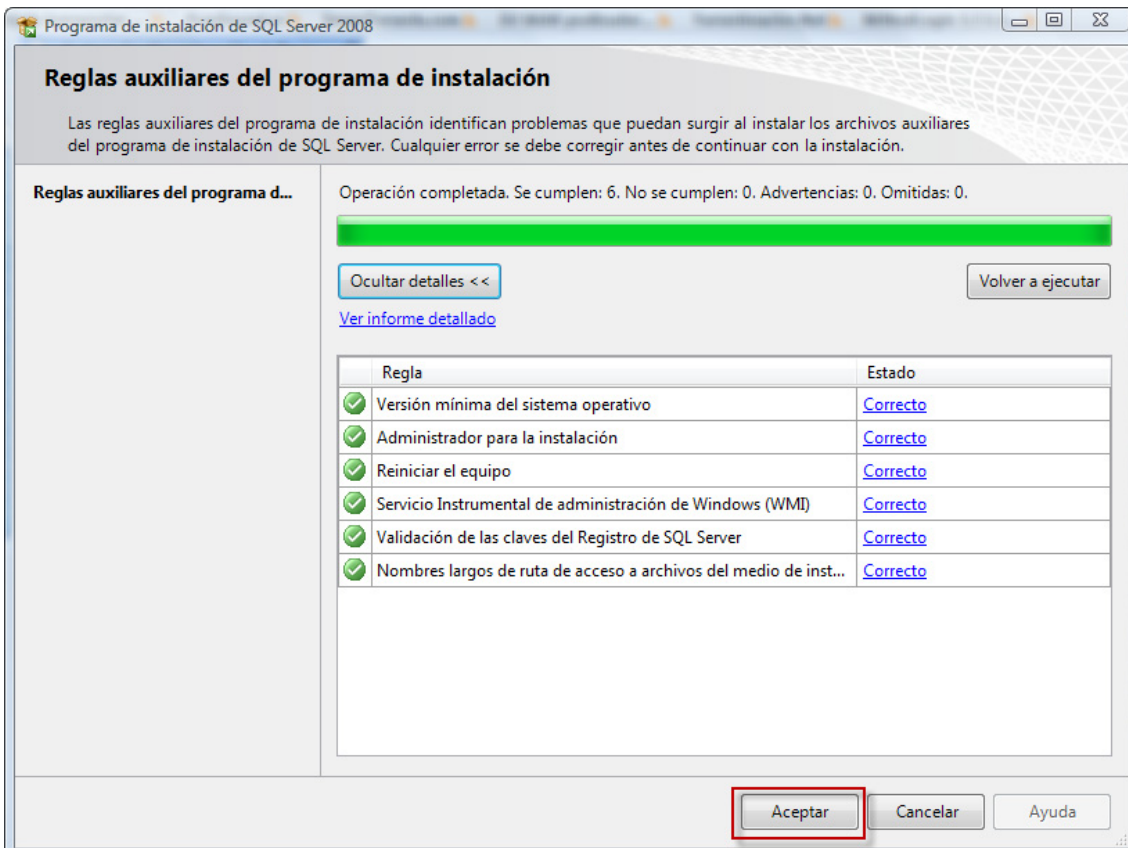 Programa de instalación de SQL Server 2008
Reglas auxiliares del programa de instalación
Las reglas auxiliares del programa de instalación identifican problemas que puedan surgir al instalar los archivos auxiliares
del programa de instalación de SQL Server. Cualquier error se debe corregir antes de continuar con la instalación.
Reglas auxiliares del programa d...
Operación completada. Se cumplen: 6. No se cumplen: 0. Advertencias: 0. Omitidas: 0.
Ocultar detalles <<
Volver a ejecutar
Ver informe detallado
Regla Estado
Versión mínima del sistema operativo Correcto
Administrador para la instalación Correcto
Reiniciar el equipo Correcto
Servicio Instrumental de administración de Windows (WMI) Correcto
Validación de las claves del Registro de SQL Server Correcto
Nombres largos de ruta de acceso a archivos del medio de inst... Correcto
Aceptar Cancelar Ayuda